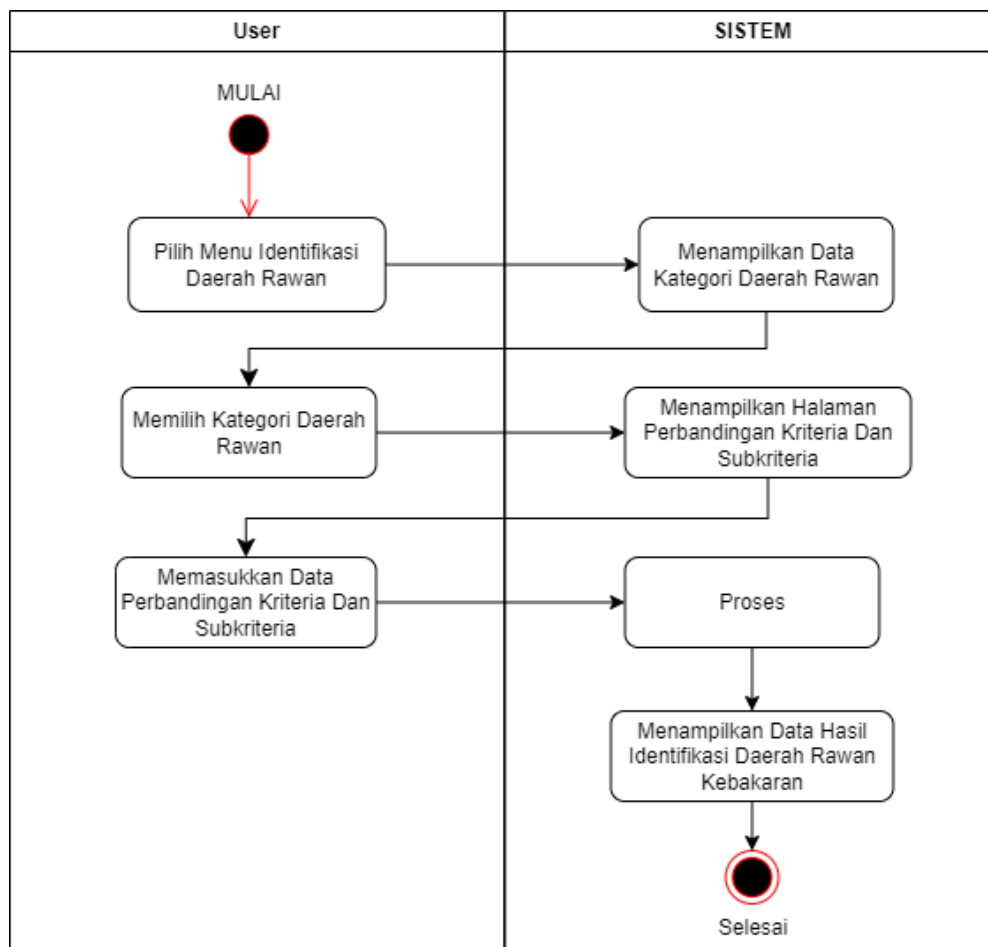 User
SISTEM
MULAI
Pilih Menu Identifikasi
Daerah Rawan
Menampilkan Data
Kategori Daerah Rawan
Memilih Kategori Daerah
Rawan
Menampilkan Halaman
Perbandingan Kriteria Dan
Subkriteria
Memasukkan Data
Perbandingan Kriteria Dan
Subkriteria
Proses
Menampilkan Data Hasil
Identifikasi Daerah Rawan
Kebakaran
Selesai